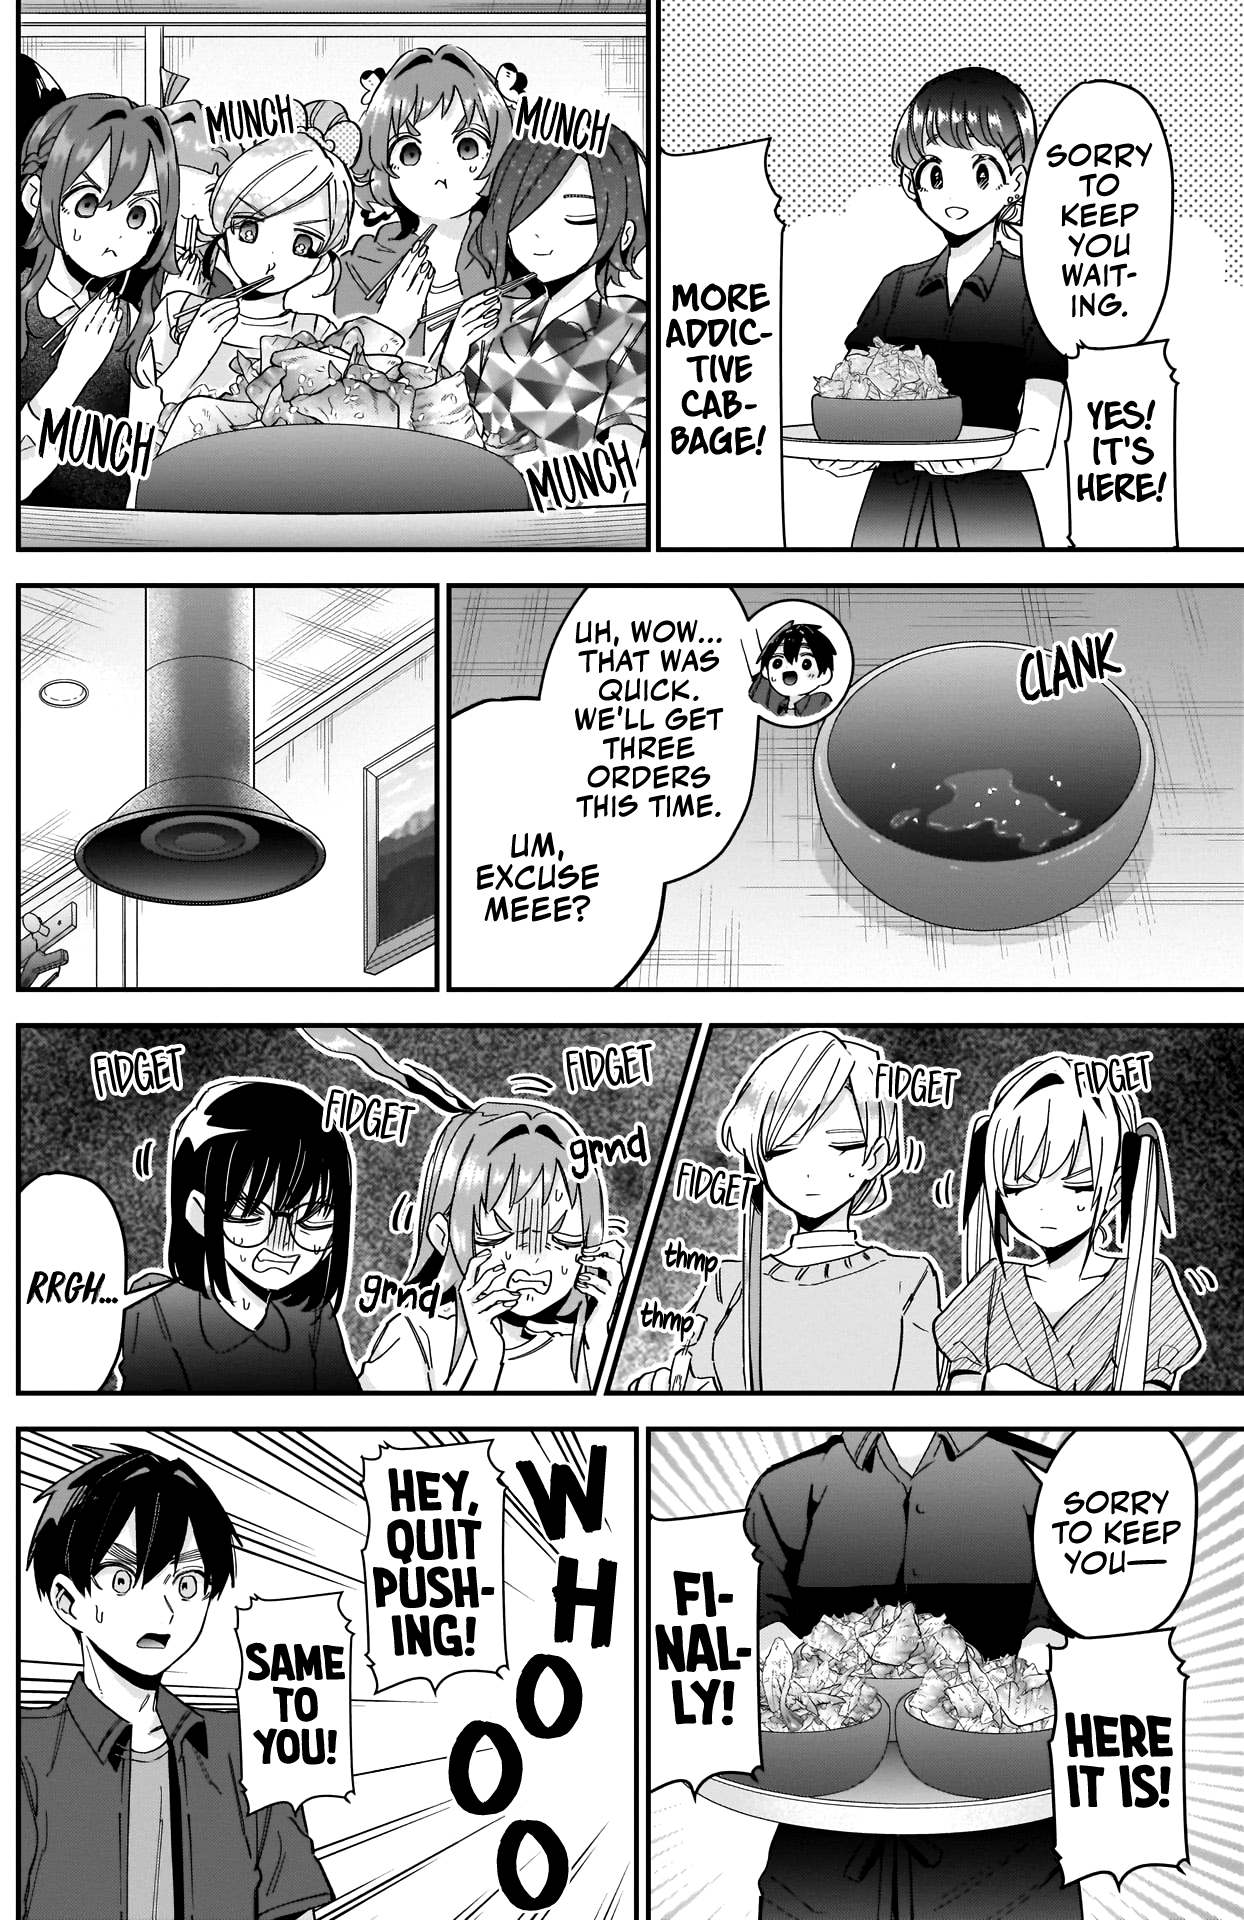 SORRY
TO
KEEP
YOU
WAIT-
ING.
YES!
IT'S
HERE!
MORE
ADDIC-
TIVE
CAB-
BAGE!
MUNCH
MUNCH
MUNCH
MUNCH
CLANK
UH, WOW...
THAT WAS
QUICK.
WE'LL GET
THREE
ORDERS
THIS TIME.
UM,
EXCUSE
MEEE?
FIDGET
FIDGET
FIDGET
thmp
thmp
FIDGET
grnd
FIDGET
grnd
FIDGET
RRGH...
SORRY
TO KEEP
YOU—
HERE
IT IS!
FI-
NAL-
LY!
WHOOO
HEY,
QUIT
PUSH-
ING!
SAME
TO
YOU!